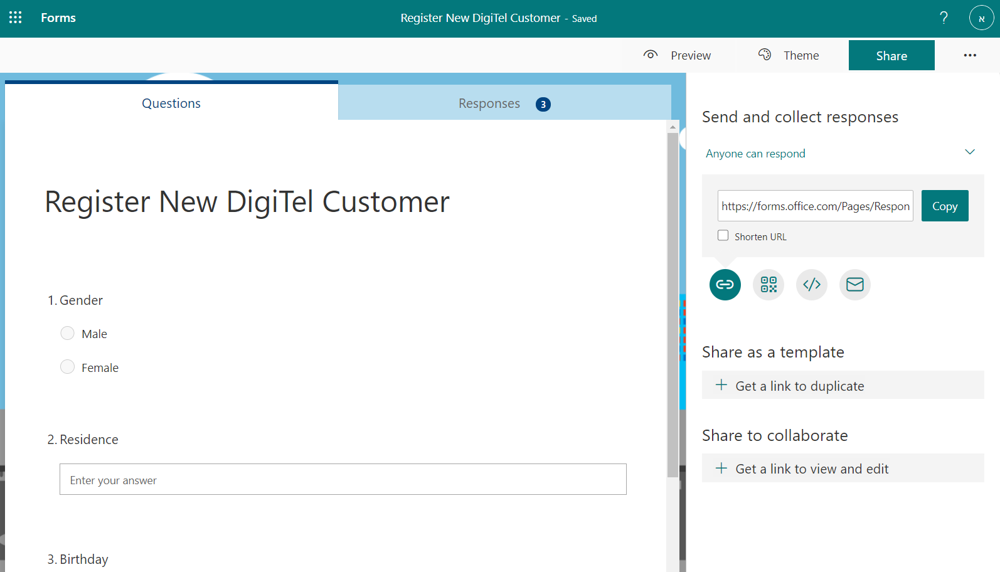 Forms
Register New DigiTel Customer - Saved
?
א
Preview
Theme
Share
...
Questions
Responses 3
Register New DigiTel Customer
1. Gender
Male
Female
2. Residence
Enter your answer
3. Birthday
Send and collect responses
Anyone can respond
https://forms.office.com/Pages/Respon
Copy
Shorten URL
Share as a template
+ Get a link to duplicate
Share to collaborate
+ Get a link to view and edit